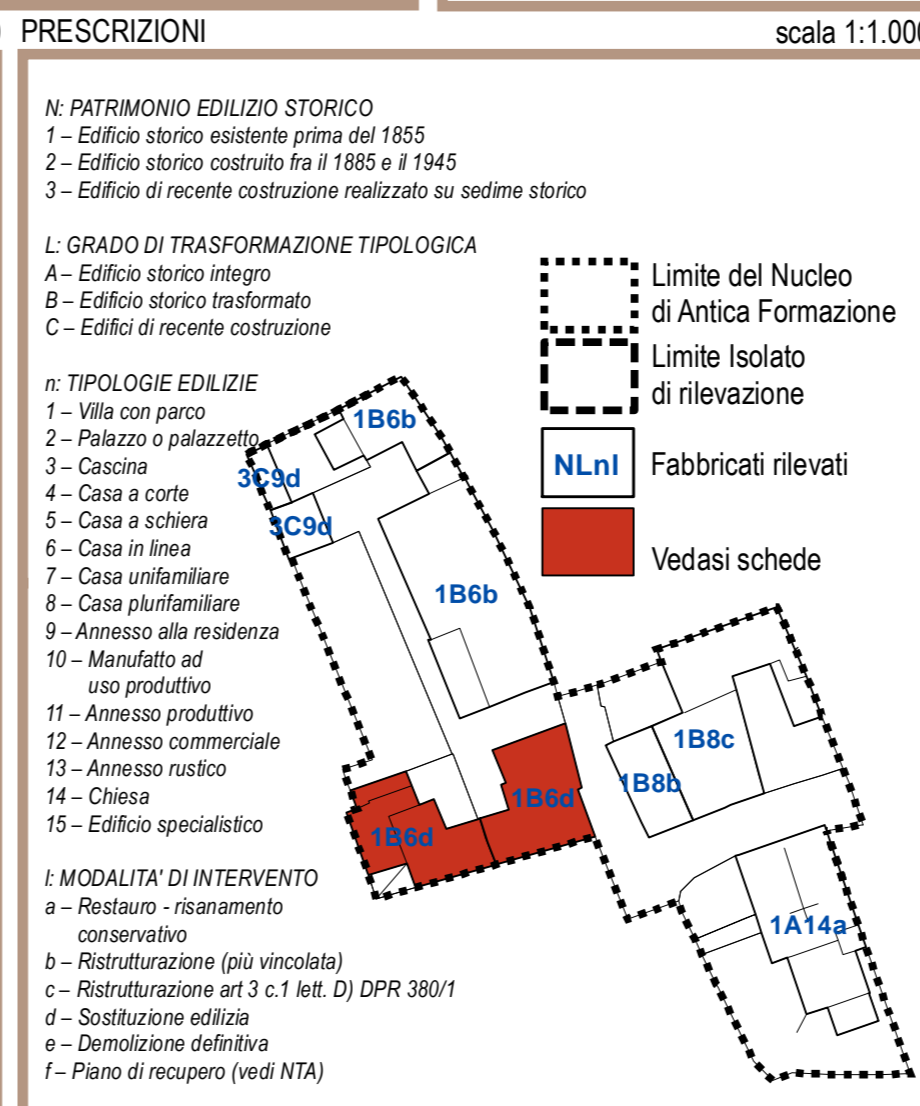 PRESCRIZIONI
scala 1:1.000
N: PATRIMONIO EDILIZIO STORICO
1 – Edificio storico esistente prima del 1855
2 – Edificio storico costruito fra il 1885 e il 1945
3 – Edificio di recente costruzione realizzato su sedime storico
L: GRADO DI TRASFORMAZIONE TIPOLOGICA
A – Edificio storico integro
B – Edificio storico trasformato
C – Edifici di recente costruzione
n: TIPOLOGIE EDILIZIE
1 – Villa con parco
2 – Palazzo o palazzetto
3 – Cascina
4 – Casa a corte
5 – Casa a schiera
6 – Casa in linea
7 – Casa unifamiliare
8 – Casa plurifamiliare
9 – Annesso alla residenza
10 – Manufatto ad
uso produttivo
11 – Annesso produttivo
12 – Annesso commerciale
13 – Annesso rustico
14 – Chiesa
15 – Edificio specialistico
l: MODALITA' DI INTERVENTO
a – Restauro - risanamento
conservativo
b – Ristrutturazione (più vincolata)
c – Ristrutturazione art 3 c.1 lett. D) DPR 380/1
d – Sostituzione edilizia
e – Demolizione definitiva
f – Piano di recupero (vedi NTA)
Limite del Nucleo
di Antica Formazione
Limite Isolato
di rilevazione
NLnl
Fabbricati rilevati
Vedasi schede
1B6b
3C9d
3C9d
1B6b
1B8c
1B8b
1B6d
1B6d
1A14a